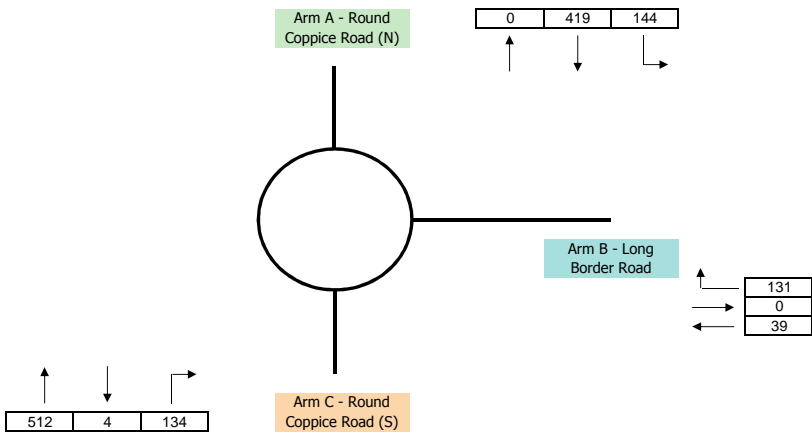 Arm A - Round
Coppice Road (N)
0 419 144
Arm B - Long
Border Road
131
0
39
Arm C - Round
Coppice Road (S)
512 4 134